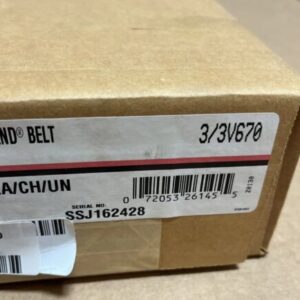 ND® BELT 3/3V670
A/CH/UN
0 72053 26145 5
SERIAL NO:
SSJ162428